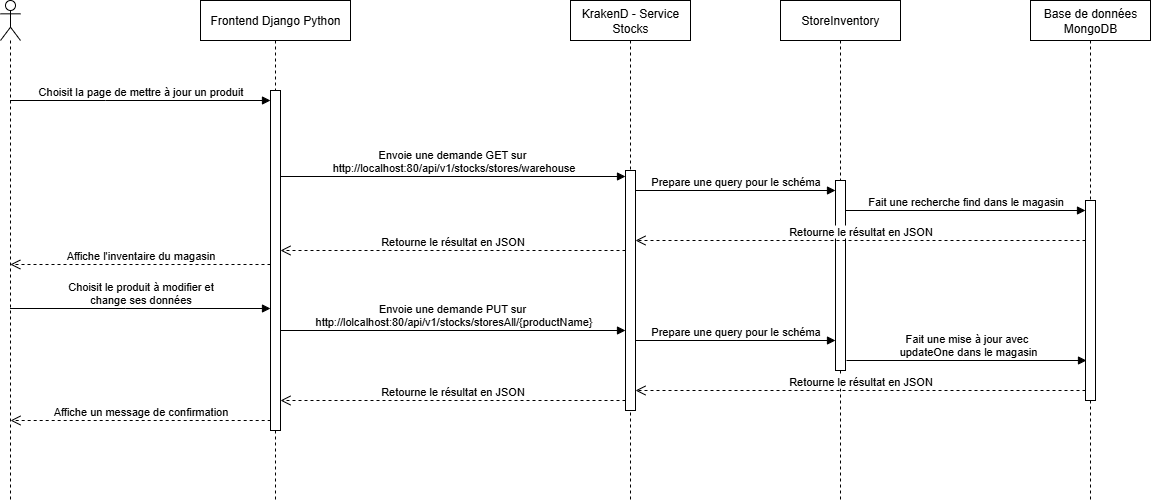 Frontend Django Python
KrakenD - Service
Stocks
StoreInventory
Base de données
MongoDB
Choisit la page de mettre à jour un produit
Envoie une demande GET sur
http://localhost:80/api/v1/stocks/stores/warehouse
Prepare une query pour le schéma
Fait une recherche find dans le magasin
Retourne le résultat en JSON
Retourne le résultat en JSON
Affiche l'inventaire du magasin
Choisit le produit à modifier et
change ses données
Envoie une demande PUT sur
http://lolcalhost:80/api/v1/stocks/storesAll/{productName}
Prepare une query pour le schéma
Fait une mise à jour avec
updateOne dans le magasin
Retourne le résultat en JSON
Retourne le résultat en JSON
Affiche un message de confirmation